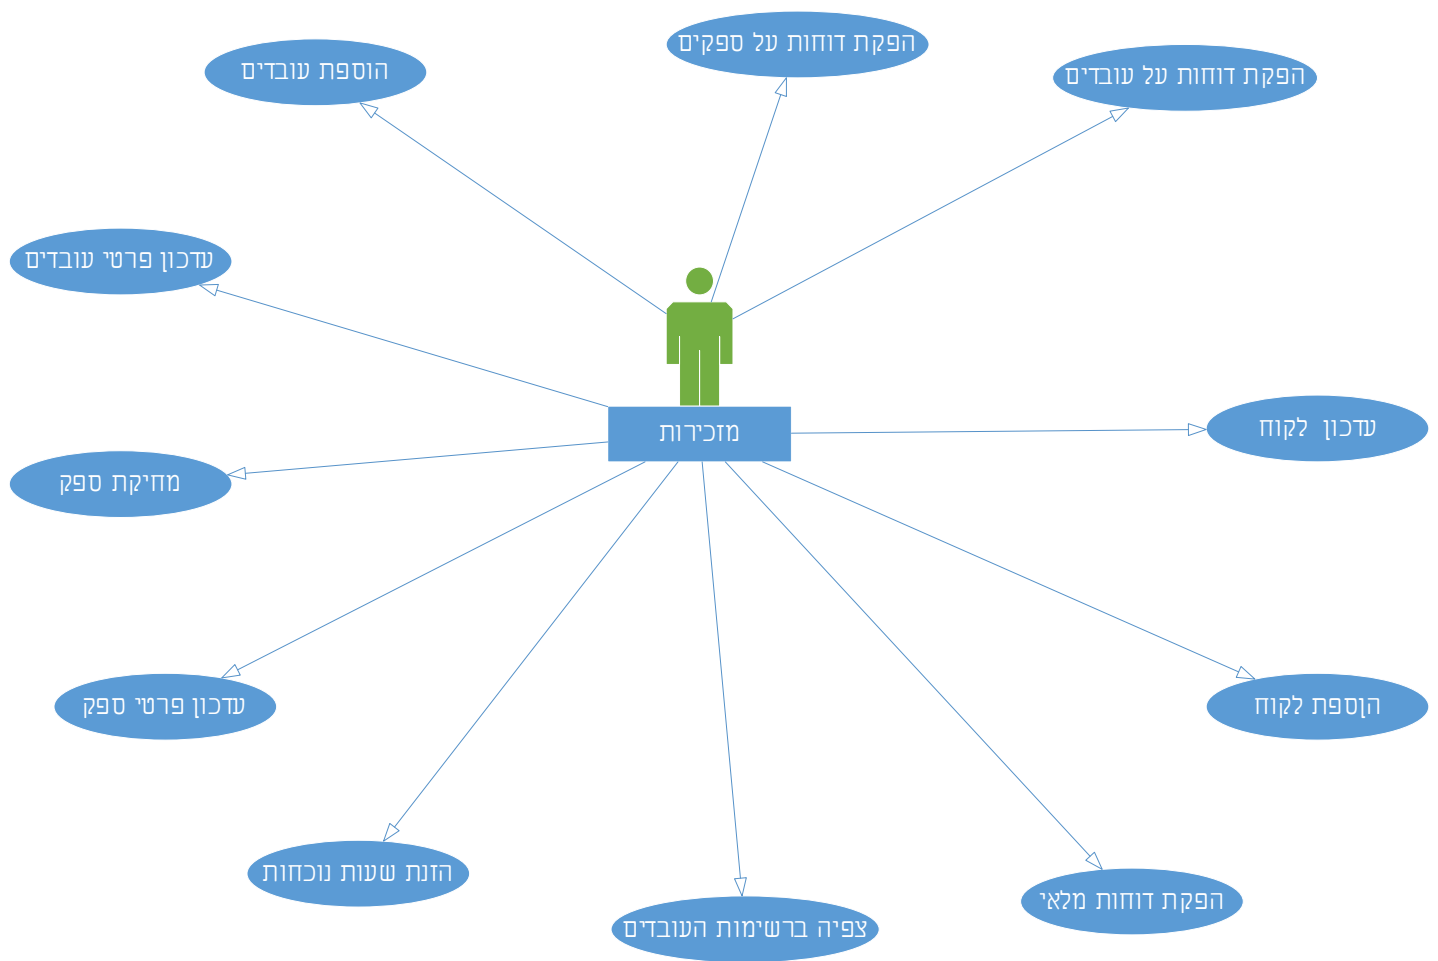 הפקת דוחות על ספקים
הוספת עובדים
הפקת דוחות על עובדים
עדכון פרטי עובדים
מזכירות
עדכון לקוח
מחיקת ספק
עדכון פרטי ספק
הןספת לקוח
הזנת שעות נוכחות
הפקת דוחות מלאי
צפיה ברשימות העובדים